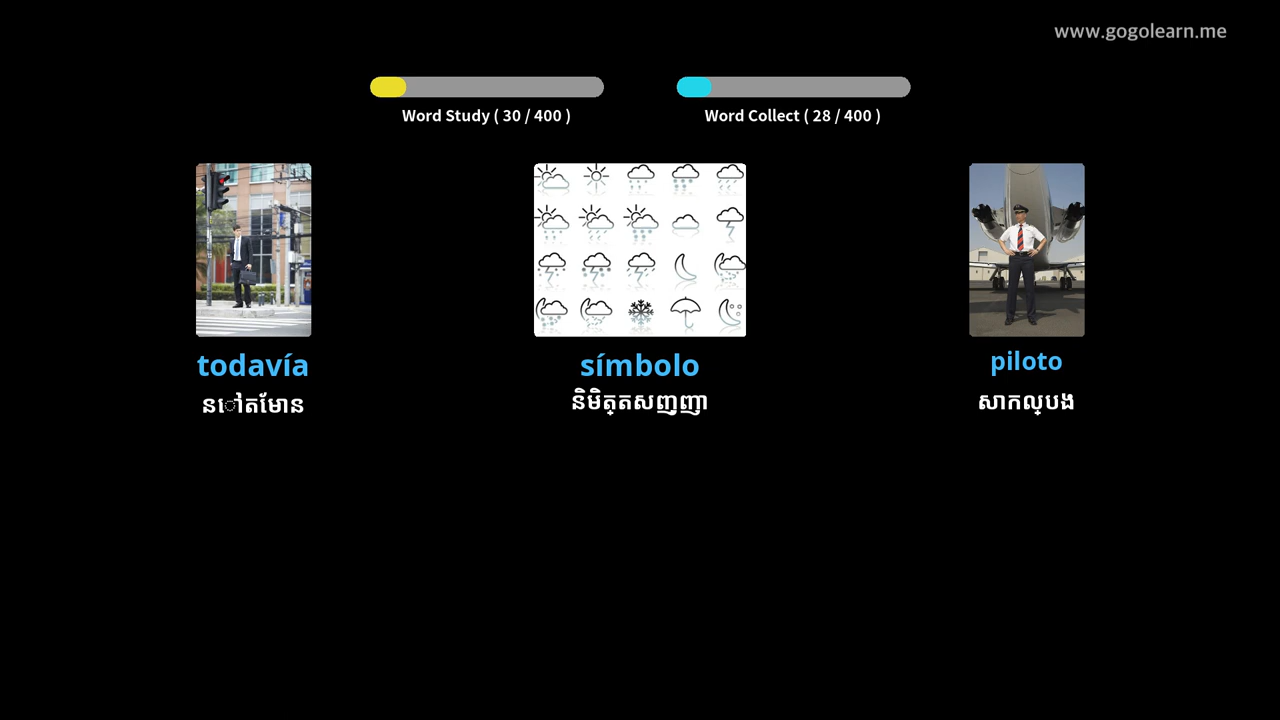 www.gogolearn.me
Word Study ( 30 / 400 )
Word Collect ( 28 / 400 )
todavía
símbolo
piloto
នៅតែមាន
និមិត្តសញ្ញា
សាកល្បង